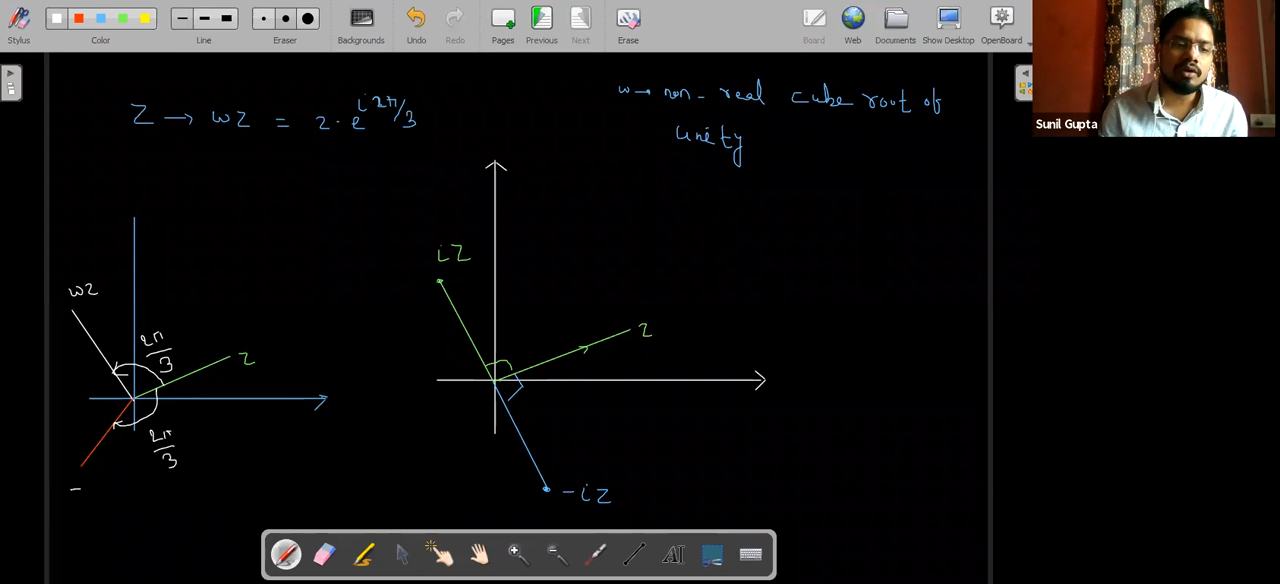 Stylus
Color
Line
Eraser
Backgrounds
Undo
Redo
Pages
Previous
Next
Erase
Board
Web
Documents
Show Desktop
OpenBoard
Sunil Gupta
Z → ωZ = z · e^{i2π/3}
ω → non-real cube root of
unity
iZ
ωZ
2π/3
z
z
2π/3
-iz